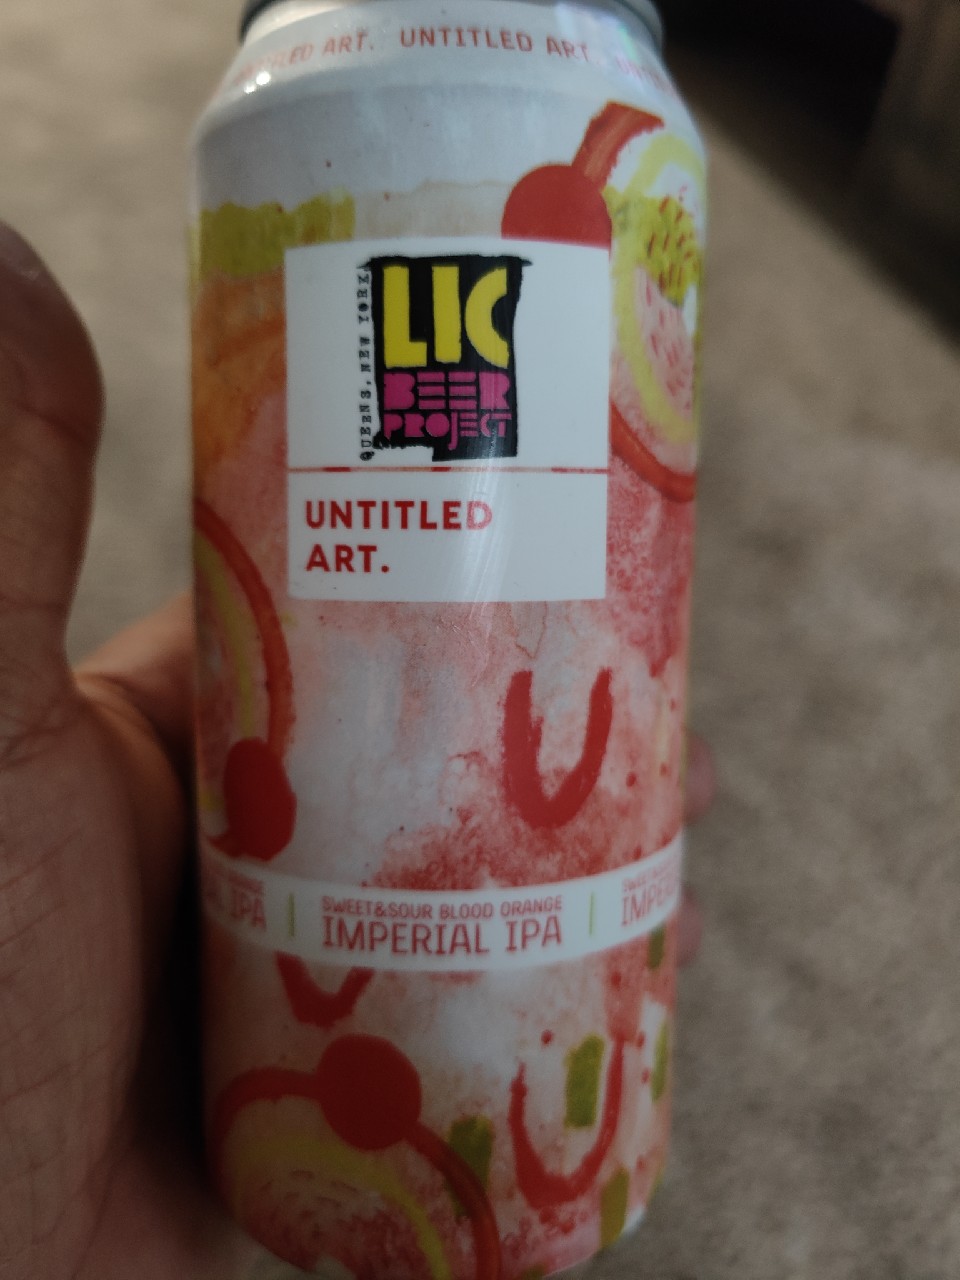 UNTITLED ART. UNTITLED ART.
QUEENS, NEW YORK
LIC
BEER
PROJECT
UNTITLED
ART.
SWEET&SOUR BLOOD ORANGE
IMPERIAL IPA
IPA